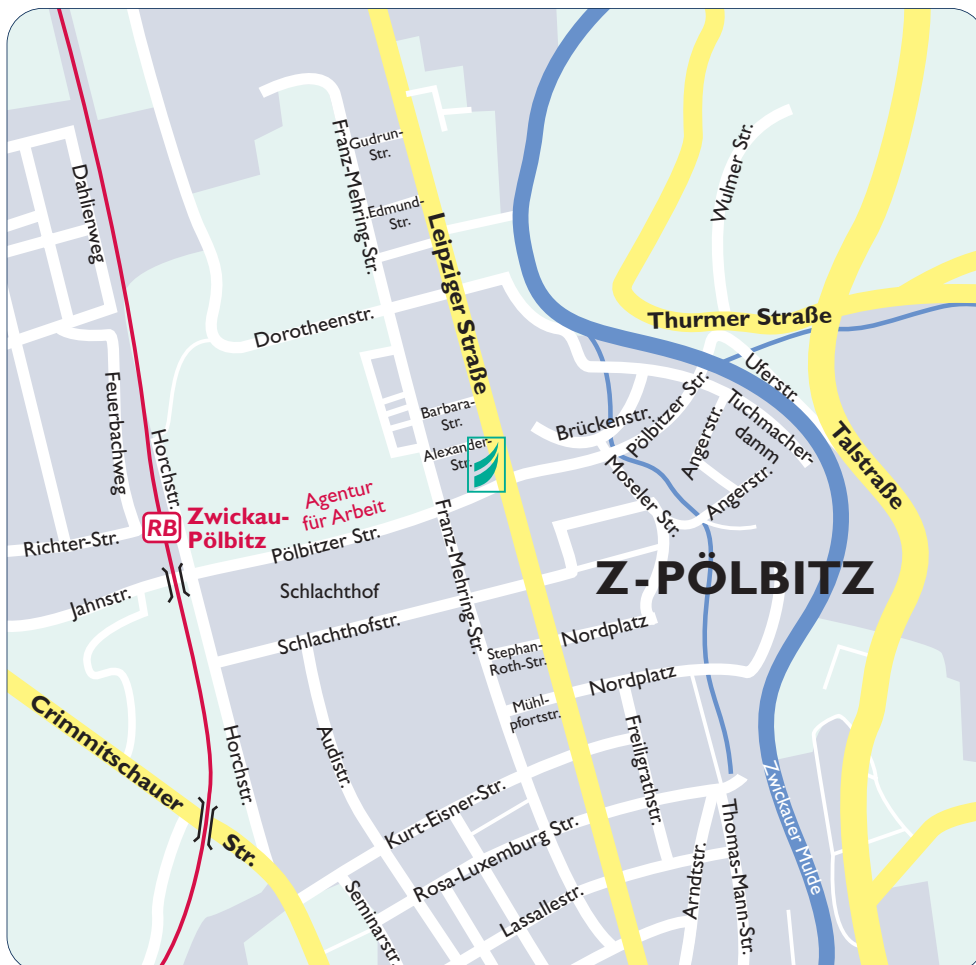 Gudrun-
Str.
Franz-Mehring-Str.
Edmund-
Str.
Wulmer Str.
Dahlienweg
Leipziger Straße
Thurmer Straße
Dorotheenstr.
Uferstr.
Feuerbachweg
Barbara-
Str.
Brückenstr.
Pölbitzer Str.
Angerstr.
Tuchmacher-
damm
Horchstr.
Alexander-
Str.
Moseler Str.
Angerstr.
Talstraße
RB
Zwickau-
Pölbitz
Agentur
für Arbeit
Richter-Str.
Pölbitzer Str.
Franz-Mehring-Str.
Z-PÖLBITZ
Jahnstr.
Schlachthof
Schlachthofstr.
Stephan-
Roth-Str.
Nordplatz
Nordplatz
Mühl-
pfortstr.
Crimmitschauer
Str.
Horchstr.
Audistr.
Freiligrathstr.
Kurt-Eisner-Str.
Rosa-Luxemburg Str.
Zwickauer Mulde
Thomas-Mann-Str.
Arndtstr.
Seminarstr.
Lassallestr.